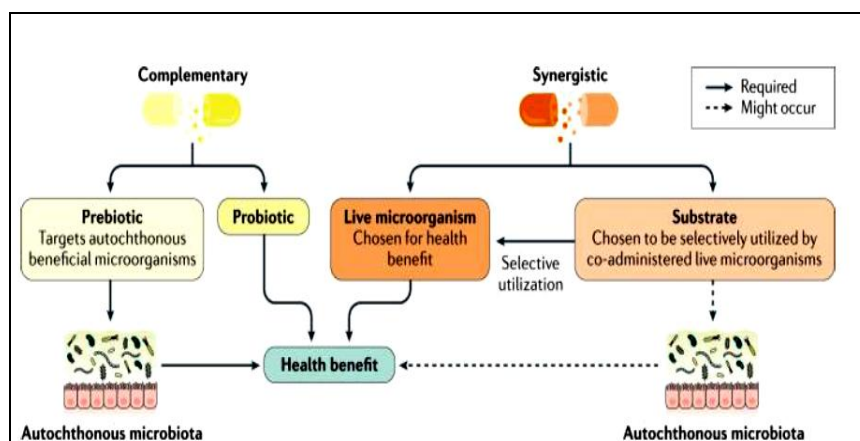 Complementary
Synergistic
Required
Might occur
Prebiotic
Targets autochthonous
beneficial microorganisms
Probiotic
Live microorganism
Chosen for health
benefit
Selective
utilization
Substrate
Chosen to be selectively utilized by
co-administered live microorganisms
Health benefit
Autochthonous microbiota
Autochthonous microbiota